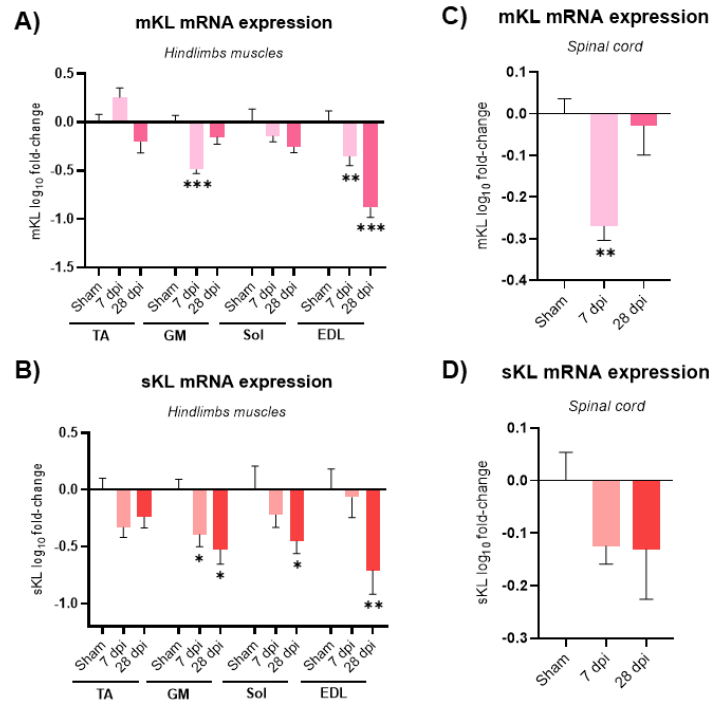 A)
mKL mRNA expression
Hindlimbs muscles
mKL log10 fold-change
0.5
0.0
-0.5
-1.0
-1.5
***
**
***
Sham
7 dpi
28 dpi
Sham
7 dpi
28 dpi
Sham
7 dpi
28 dpi
Sham
7 dpi
28 dpi
TA GM Sol EDL
B)
sKL mRNA expression
Hindlimbs muscles
sKL log10 fold-change
0.5
0.0
-0.5
-1.0
*
*
*
**
Sham
7 dpi
28 dpi
Sham
7 dpi
28 dpi
Sham
7 dpi
28 dpi
Sham
7 dpi
28 dpi
TA GM Sol EDL
C)
mKL mRNA expression
Spinal cord
mKL log10 fold-change
0.1
0.0
-0.1
-0.2
-0.3
-0.4
**
Sham
7 dpi
28 dpi
D)
sKL mRNA expression
Spinal cord
sKL log10 fold-change
0.1
0.0
-0.1
-0.2
-0.3
Sham
7 dpi
28 dpi